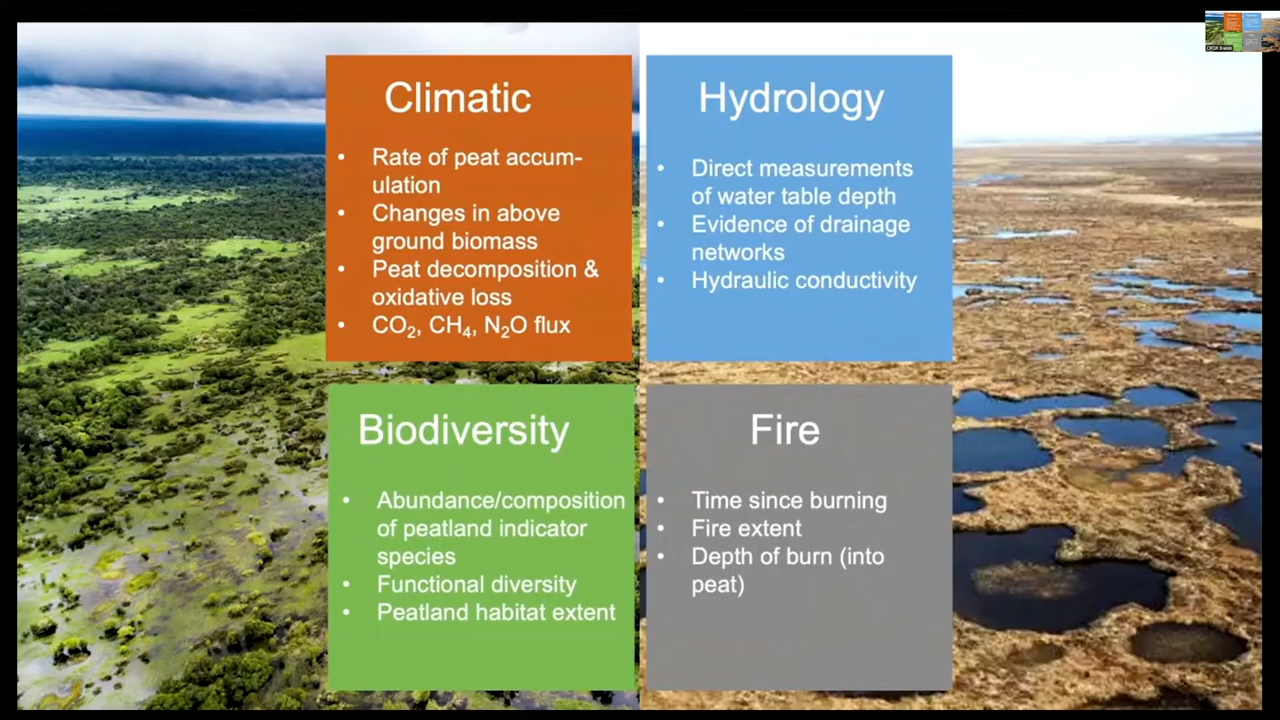 Climatic
• Rate of peat accum-
ulation
• Changes in above
ground biomass
• Peat decomposition &
oxidative loss
• CO₂, CH₄, N₂O flux
Hydrology
• Direct measurements
of water table depth
• Evidence of drainage
networks
• Hydraulic conductivity
Biodiversity
• Abundance/composition
of peatland indicator
species
• Functional diversity
• Peatland habitat extent
Fire
• Time since burning
• Fire extent
• Depth of burn (into
peat)